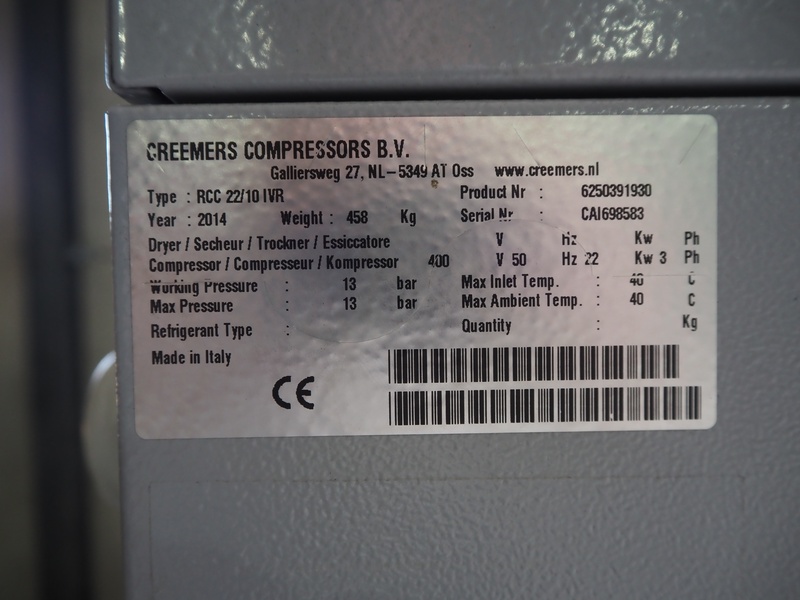 CREEMERS COMPRESSORS B.V.
Galliersweg 27, NL-5349 AT Oss www.creemers.nl
Type : RCC 22/10 IVR Product Nr : 6250391930
Year : 2014 Weight : 458 Kg Serial Nr : CAI698583
Dryer / Secheur / Trockner / Essiccatore V Hz Kw Ph
Compressor / Compresseur / Kompressor 400 V 50 Hz 22 Kw 3 Ph
Working Pressure : 13 bar Max Inlet Temp. : 40 C
Max Pressure : 13 bar Max Ambient Temp. : 40 C
Refrigerant Type : Quantity : Kg
Made in Italy
CE